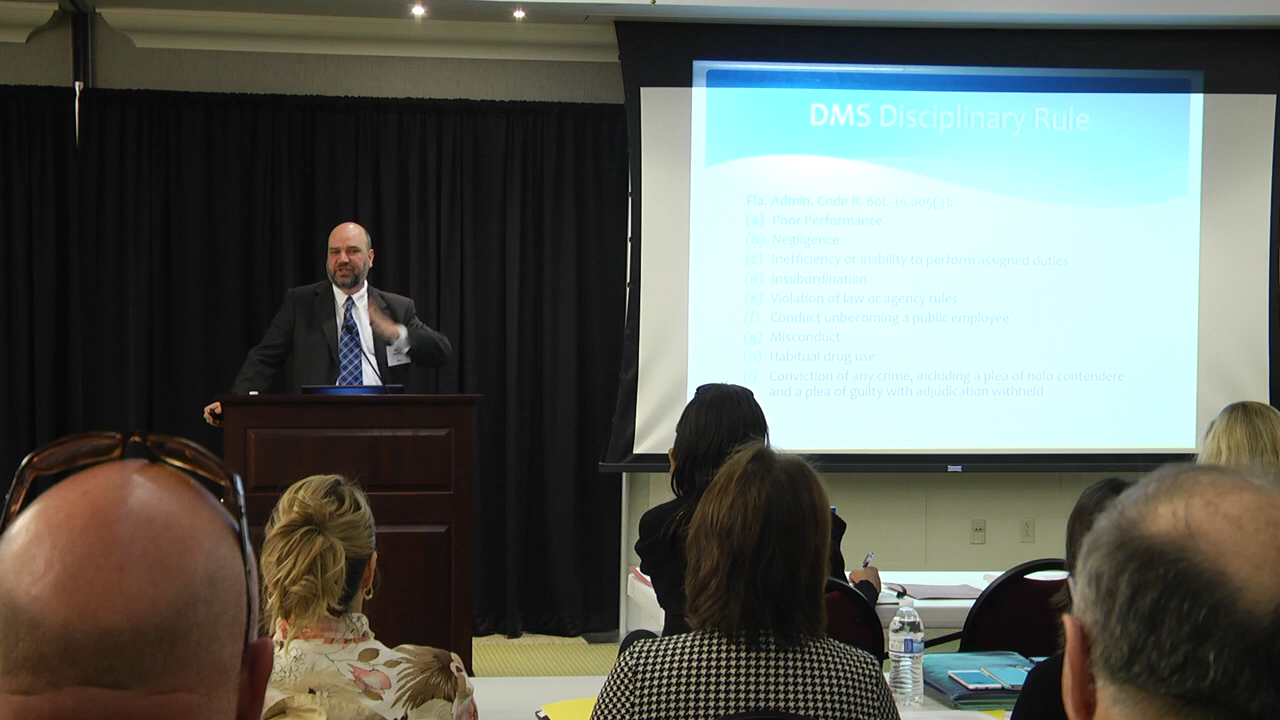 DMS Disciplinary Rule
Fla. Admin. Code R. 60L-36.005(3):
(a) Poor Performance
(b) Negligence
(c) Inefficiency or inability to perform assigned duties
(d) Insubordination
(e) Violation of law or agency rules
(f) Conduct unbecoming a public employee
(g) Misconduct
(h) Habitual drug use
(i) Conviction of any crime, including a plea of nolo contendere
and a plea of guilty with adjudication withheld